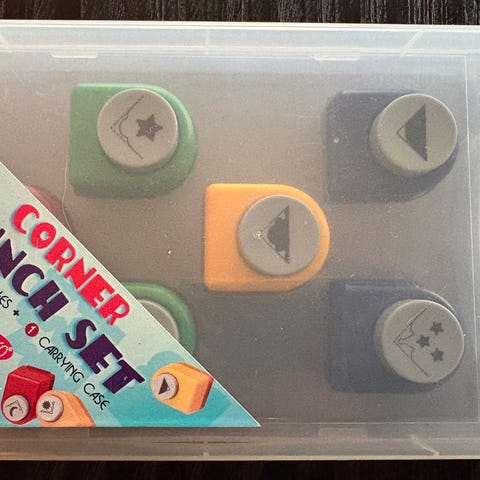 CORNER
NCH SET
ES + 1 CARRYING CASE